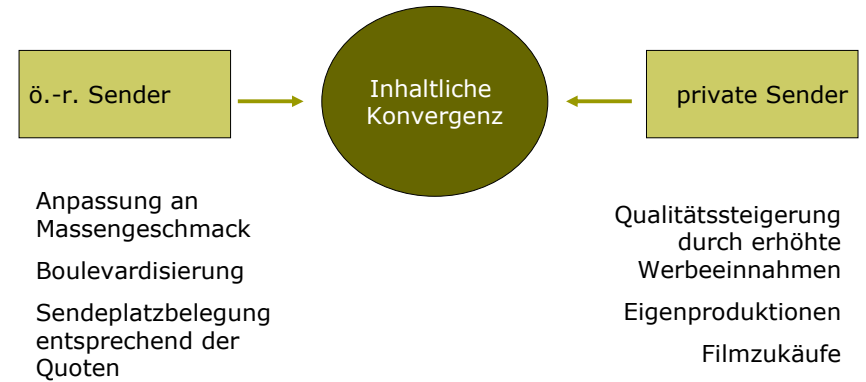 ö.-r. Sender
Inhaltliche
Konvergenz
private Sender
Anpassung an
Massengeschmack
Boulevardisierung
Sendeplatzbelegung
entsprechend der
Quoten
Qualitätssteigerung
durch erhöhte
Werbeeinnahmen
Eigenproduktionen
Filmzukäufe